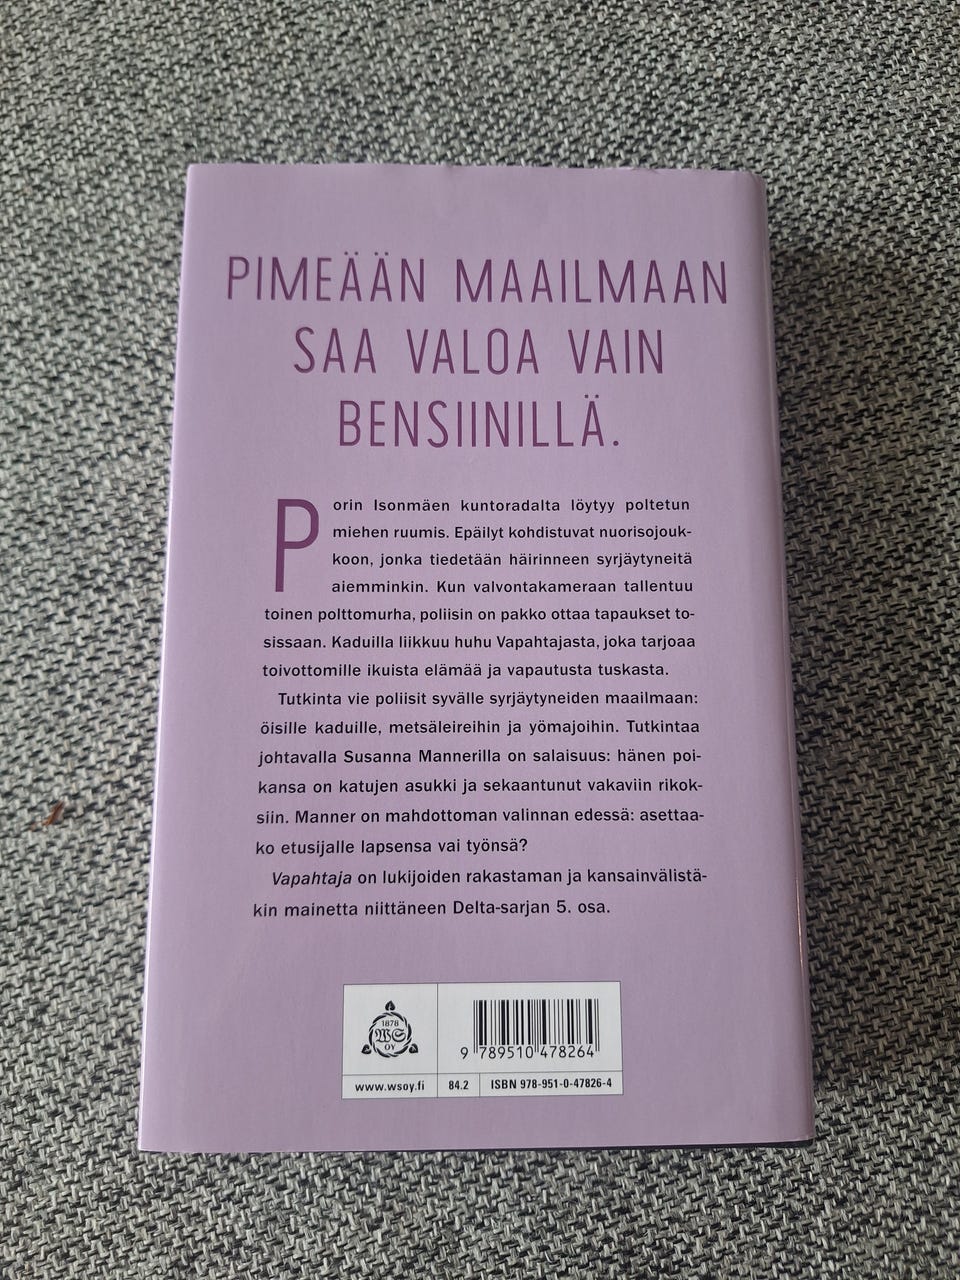 PIMEÄÄN MAAILMAAN
SAA VALOA VAIN
BENSIINILLÄ.
Porin Isonmäen kuntoradalta löytyy poltetun
miehen ruumis. Epäilyt kohdistuvat nuorisojouk-
koon, jonka tiedetään häirinneen syrjäytyneitä
aiemminkin. Kun valvontakameraan tallentuu
toinen polttomurha, poliisin on pakko ottaa tapaukset to-
sissaan. Kaduilla liikkuu huhu Vapahtajasta, joka tarjoaa
toivottomille ikuista elämää ja vapautusta tuskasta.
Tutkinta vie poliisit syvälle syrjäytyneiden maailmaan:
öisille kaduille, metsäleireihin ja yömajoihin. Tutkintaa
johtavalla Susanna Mannerilla on salaisuus: hänen poi-
kansa on katujen asukki ja sekaantunut vakaviin rikok-
siin. Manner on mahdottoman valinnan edessä: asettaa-
ko etusijalle lapsensa vai työnsä?
Vapahtaja on lukijoiden rakastaman ja kansainvälistä-
kin mainetta niittäneen Delta-sarjan 5. osa.
1878
WS
OY
9 789510 478264
www.wsoy.fi 84.2 ISBN 978-951-0-47826-4